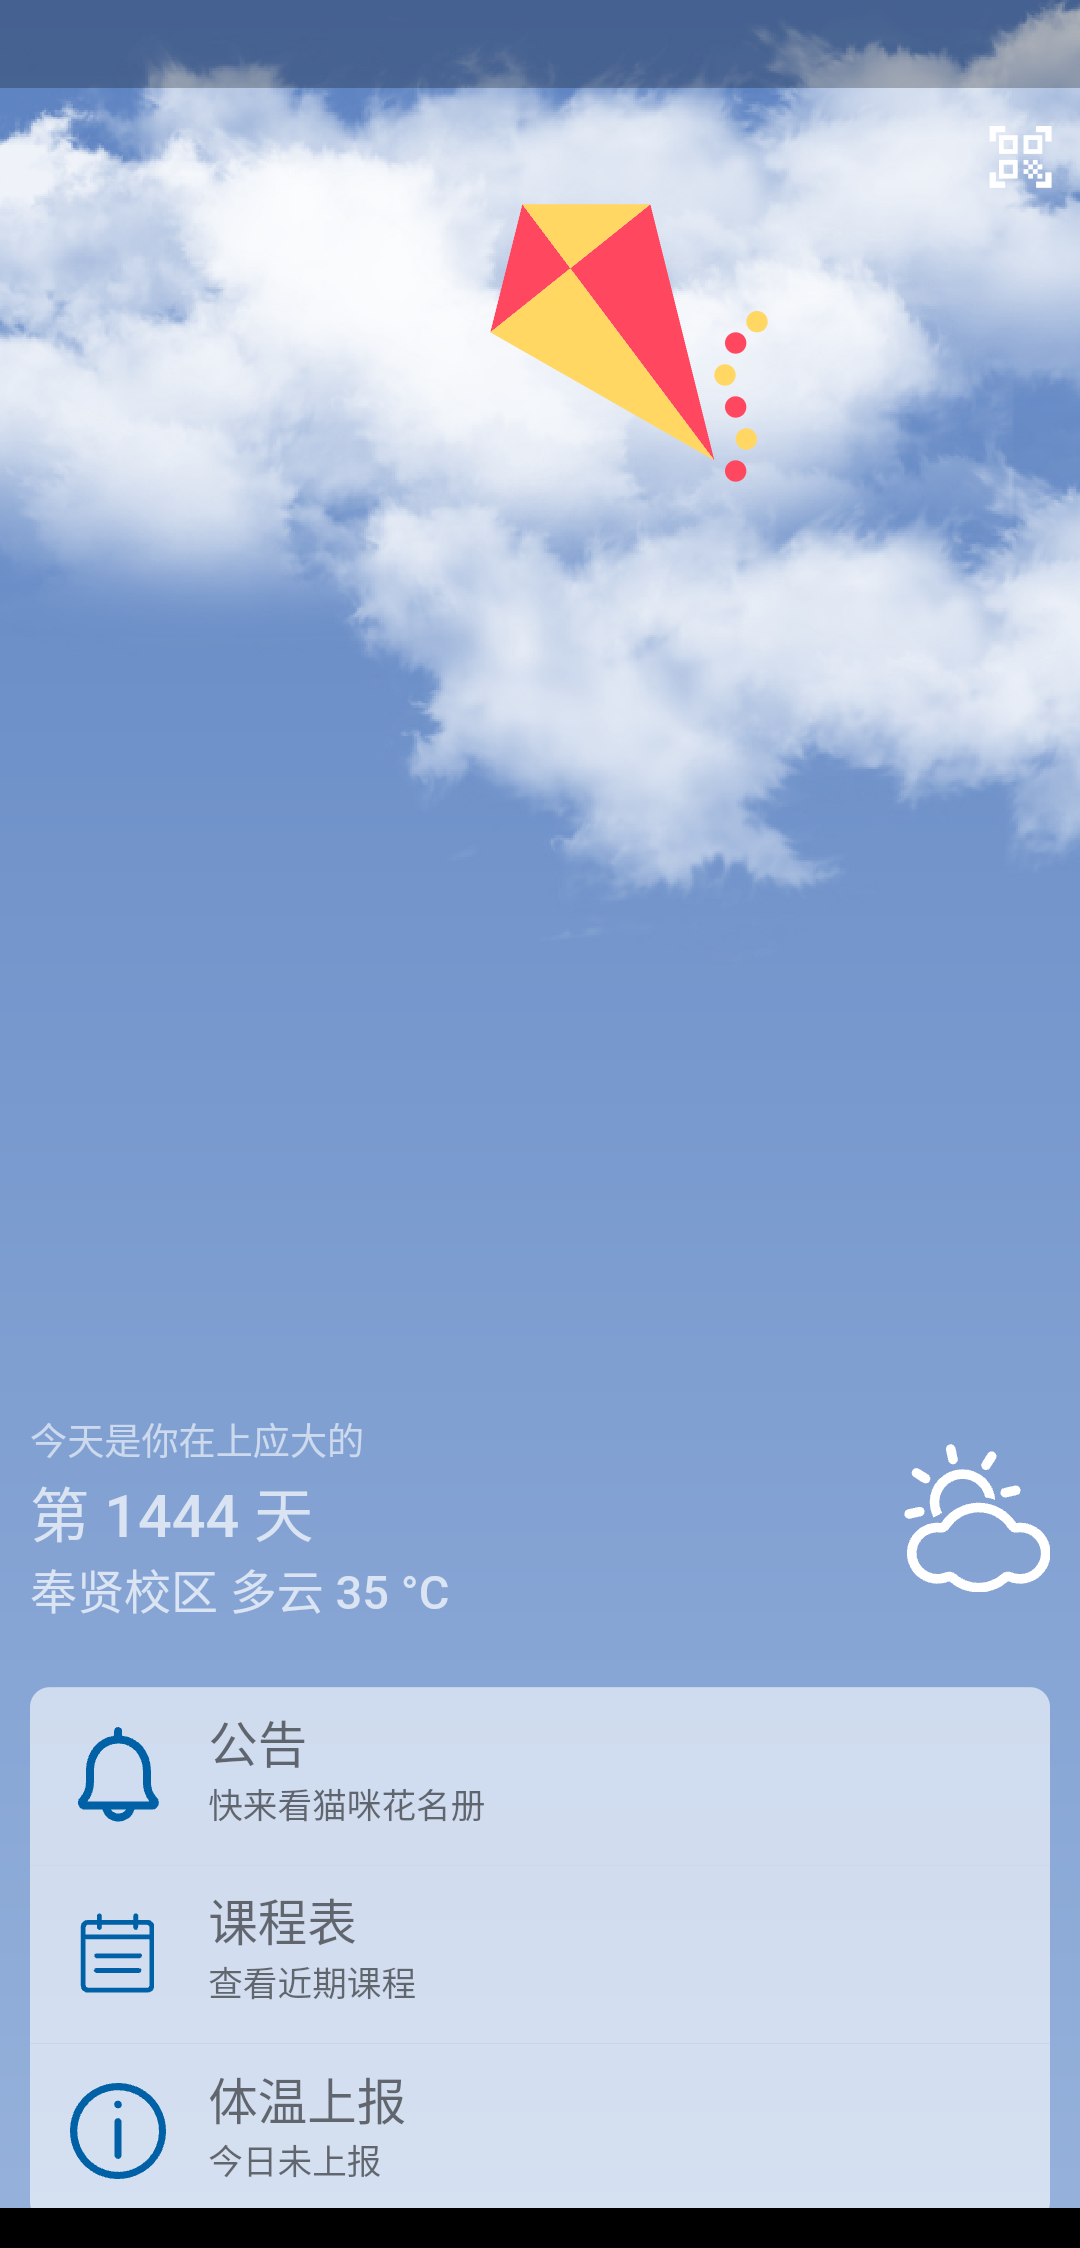 今天是你在上应大的
第 1444 天
奉贤校区 多云 35 °C
公告
快来看猫咪花名册
课程表
查看近期课程
体温上报
今日未上报